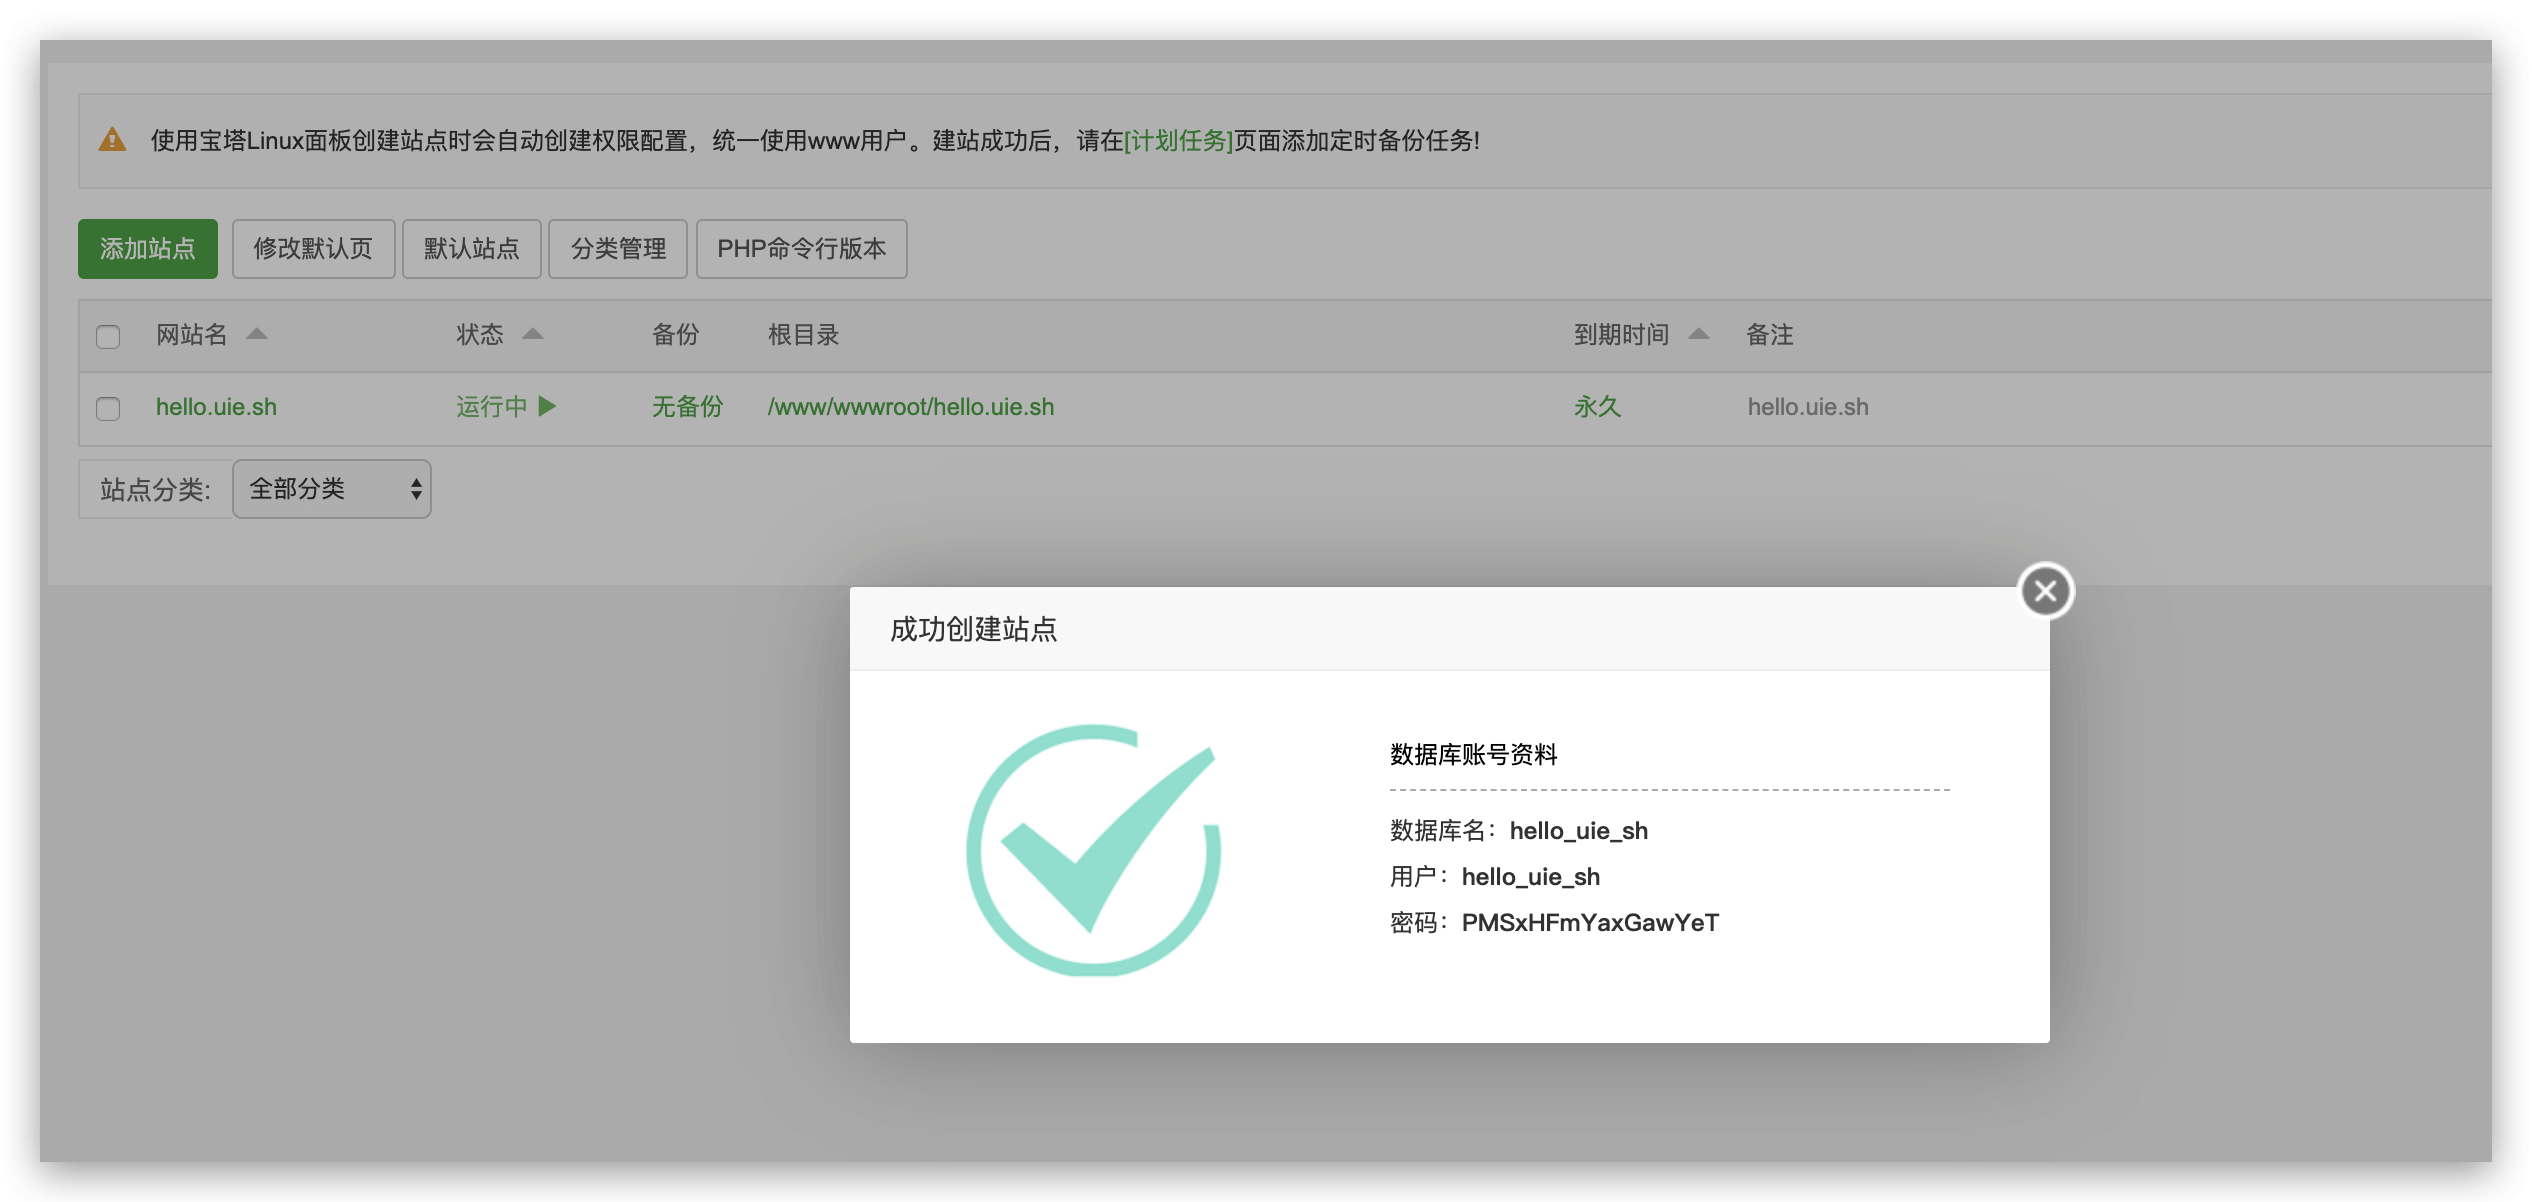 使用宝塔Linux面板创建站点时会自动创建权限配置，统一使用www用户。建站成功后，请在[计划任务]页面添加定时备份任务!
添加站点 修改默认页 默认站点 分类管理 PHP命令行版本
网站名 状态 备份 根目录 到期时间 备注
hello.uie.sh 运行中 无备份 /www/wwwroot/hello.uie.sh 永久 hello.uie.sh
站点分类: 全部分类
成功创建站点
数据库账号资料
数据库名：hello_uie_sh
用户：hello_uie_sh
密码：PMSxHFmYaxGawYeT